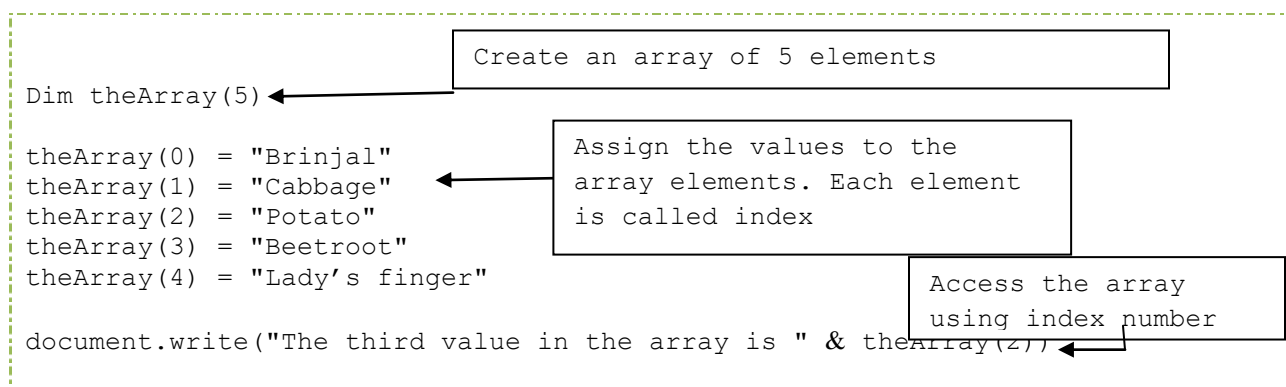 Create an array of 5 elements
Dim theArray(5)
theArray(0) = "Brinjal"
theArray(1) = "Cabbage"
theArray(2) = "Potato"
theArray(3) = "Beetroot"
theArray(4) = "Lady’s finger"
Assign the values to the
array elements. Each element
is called index
Access the array
using index number
document.write("The third value in the array is " & theArray(2))